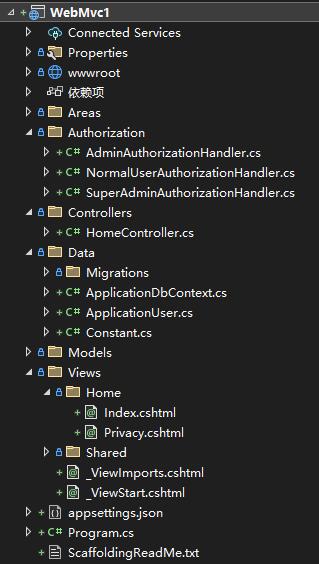 WebMvc1
Connected Services
Properties
wwwroot
依赖项
Areas
Authorization
C# AdminAuthorizationHandler.cs
C# NormalUserAuthorizationHandler.cs
C# SuperAdminAuthorizationHandler.cs
Controllers
C# HomeController.cs
Data
Migrations
C# ApplicationDbContext.cs
C# ApplicationUser.cs
C# Constant.cs
Models
Views
Home
Index.cshtml
Privacy.cshtml
Shared
_ViewImports.cshtml
_ViewStart.cshtml
appsettings.json
C# Program.cs
ScaffoldingReadMe.txt